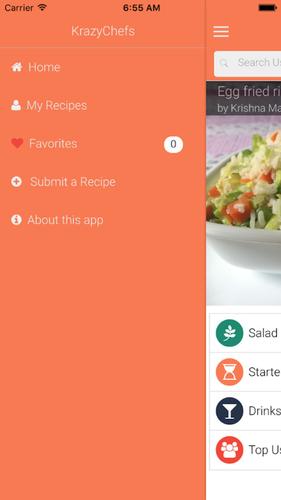 Carrier
6:55 AM
KrazyChefs
Home
My Recipes
Favorites 0
Submit a Recipe
About this app
Search Us
Egg fried ri
by Krishna Ma
Salad
Starte
Drinks
Top Us